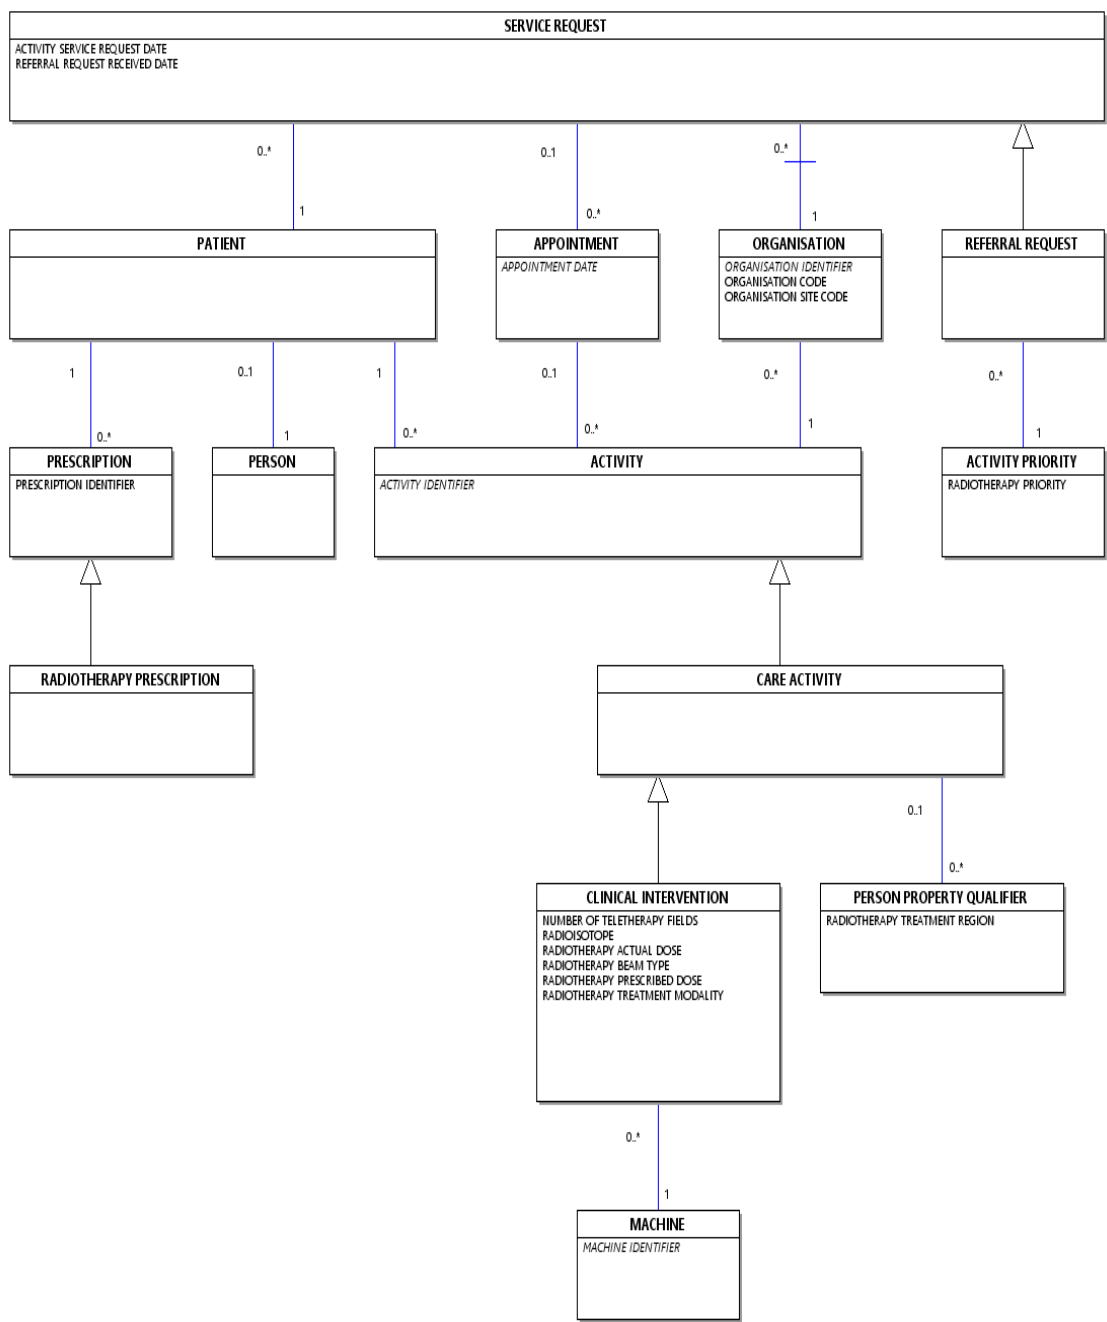 SERVICE REQUEST
ACTIVITY SERVICE REQUEST DATE
REFERRAL REQUEST RECEIVED DATE
0..*
0..1
0..*
1
0..*
1
PATIENT
APPOINTMENT
APPOINTMENT DATE
ORGANISATION
ORGANISATION IDENTIFIER
ORGANISATION CODE
ORGANISATION SITE CODE
REFERRAL REQUEST
1
0..1
1
0..1
0..*
0..*
0..*
1
0..*
0..*
1
1
PRESCRIPTION
PRESCRIPTION IDENTIFIER
PERSON
ACTIVITY
ACTIVITY IDENTIFIER
ACTIVITY PRIORITY
RADIOTHERAPY PRIORITY
RADIOTHERAPY PRESCRIPTION
CARE ACTIVITY
0..1
0..*
CLINICAL INTERVENTION
NUMBER OF TELETHERAPY FIELDS
RADIOISOTOPE
RADIOTHERAPY ACTUAL DOSE
RADIOTHERAPY BEAM TYPE
RADIOTHERAPY PRESCRIBED DOSE
RADIOTHERAPY TREATMENT MODALITY
PERSON PROPERTY QUALIFIER
RADIOTHERAPY TREATMENT REGION
0..*
1
MACHINE
MACHINE IDENTIFIER